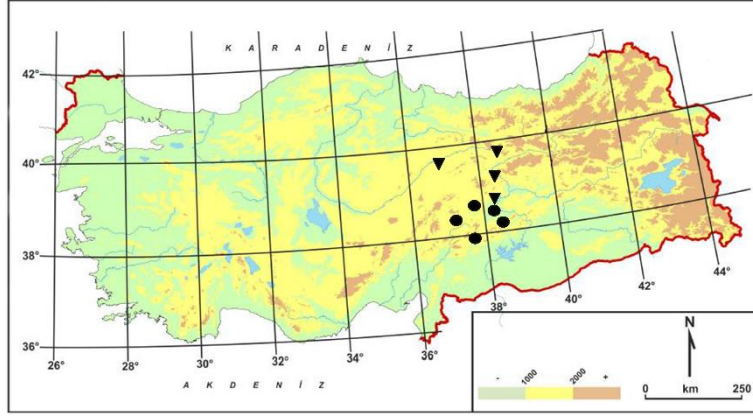 K A R A D E N İ Z
42°
40°
38°
36°
26° 28° 30° 32° 34° 36° 38° 40° 42° 44°
A K D E N İ Z
N
- 1000 2000 +
0 km 250